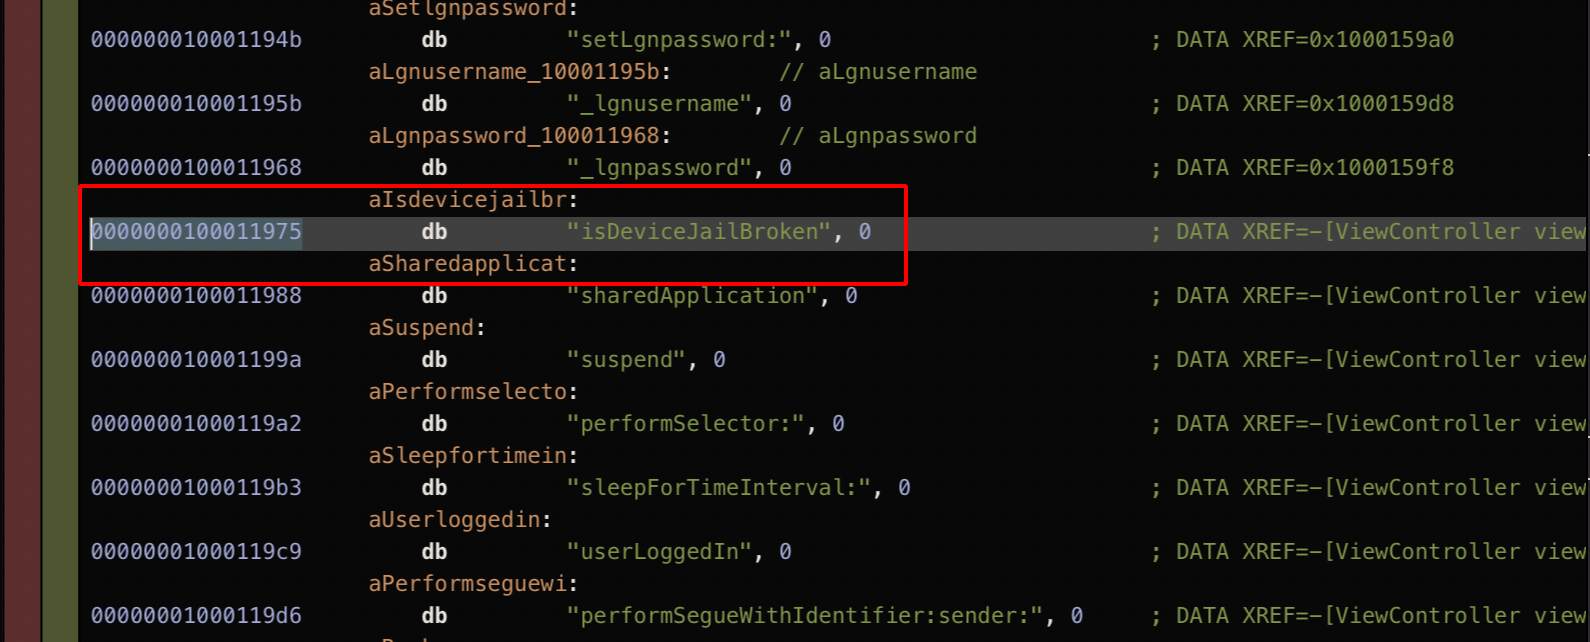 aSetlgnpassword:
000000010001194b db "setLgnpassword:", 0 ; DATA XREF=0x1000159a0
aLgnusername_10001195b: // aLgnusername
000000010001195b db "_lgnusername", 0 ; DATA XREF=0x1000159d8
aLgnpassword_100011968: // aLgnpassword
0000000100011968 db "_lgnpassword", 0 ; DATA XREF=0x1000159f8
aIsdevicejailbr:
0000000100011975 db "isDeviceJailBroken", 0 ; DATA XREF=-[ViewController view
aSharedapplicat:
0000000100011988 db "sharedApplication", 0 ; DATA XREF=-[ViewController view
aSuspend:
000000010001199a db "suspend", 0 ; DATA XREF=-[ViewController view
aPerformselecto:
00000001000119a2 db "performSelector:", 0 ; DATA XREF=-[ViewController view
aSleepfortimein:
00000001000119b3 db "sleepForTimeInterval:", 0 ; DATA XREF=-[ViewController view
aUserloggedin:
00000001000119c9 db "userLoggedIn", 0 ; DATA XREF=-[ViewController view
aPerformseguewi:
00000001000119d6 db "performSegueWithIdentifier:sender:", 0 ; DATA XREF=-[ViewController view